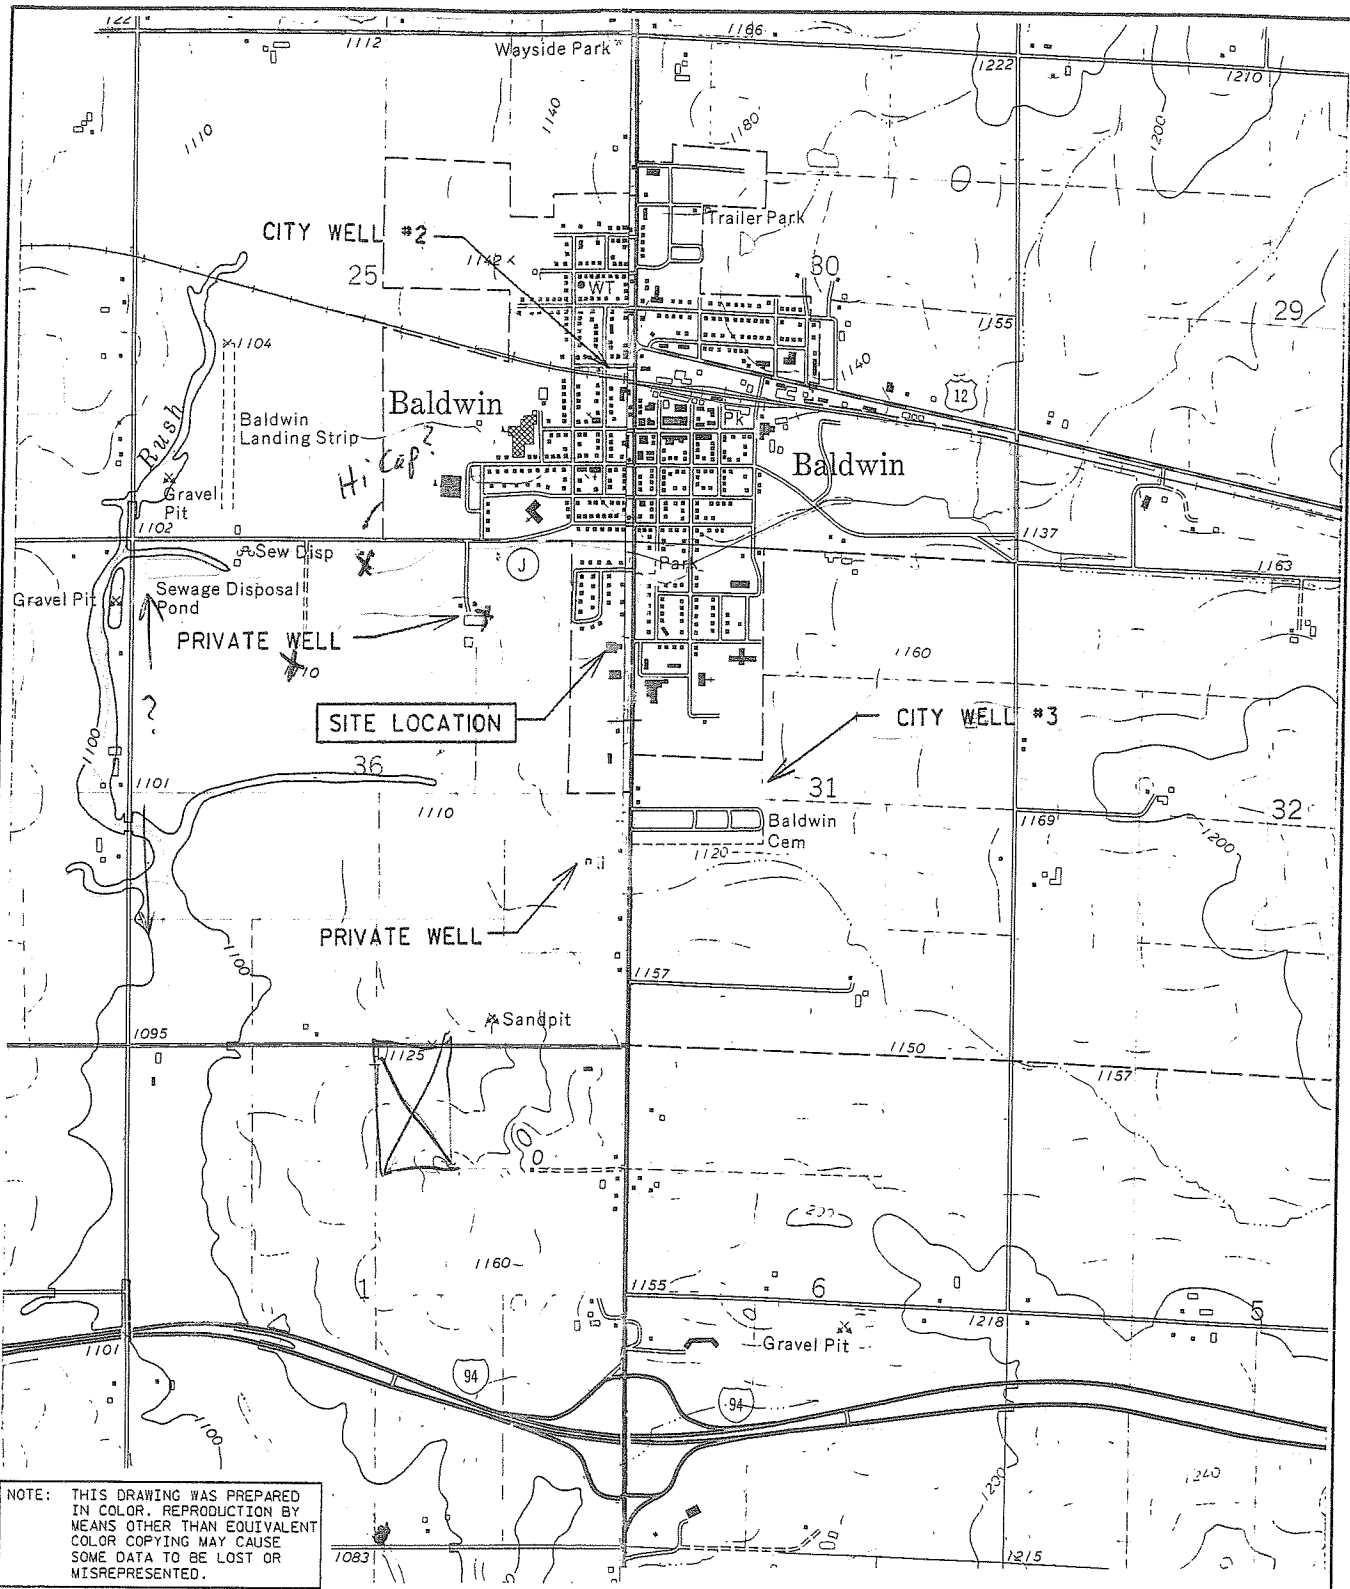 122
1112
Wayside Park
1166
1222
1210
1110
1140
1180
1200
Trailer Park
CITY WELL #2
1142
25
30
WT
29
1155
1104
1140
12
Rush
Baldwin
Landing Strip
Baldwin
Pk
Hi Cap?
Baldwin
Gravel
Pit
1102
1137
Sew Disp
J
Park
1163
Gravel Pit
Sewage Disposal
Pond
PRIVATE WELL
1160
10
?
SITE LOCATION
CITY WELL #3
1100
36
1101
31
1110
Baldwin
Cem
1169
32
1200
1120
PRIVATE WELL
1100
1157
Sandpit
1095
1125
1150
1157
1160
1
1155
6
1218
5
Gravel Pit
1101
94
94
1100
1200
1240
NOTE: THIS DRAWING WAS PREPARED
IN COLOR. REPRODUCTION BY
MEANS OTHER THAN EQUIVALENT
COLOR COPYING MAY CAUSE
SOME DATA TO BE LOST OR
MISREPRESENTED.
1083
1215